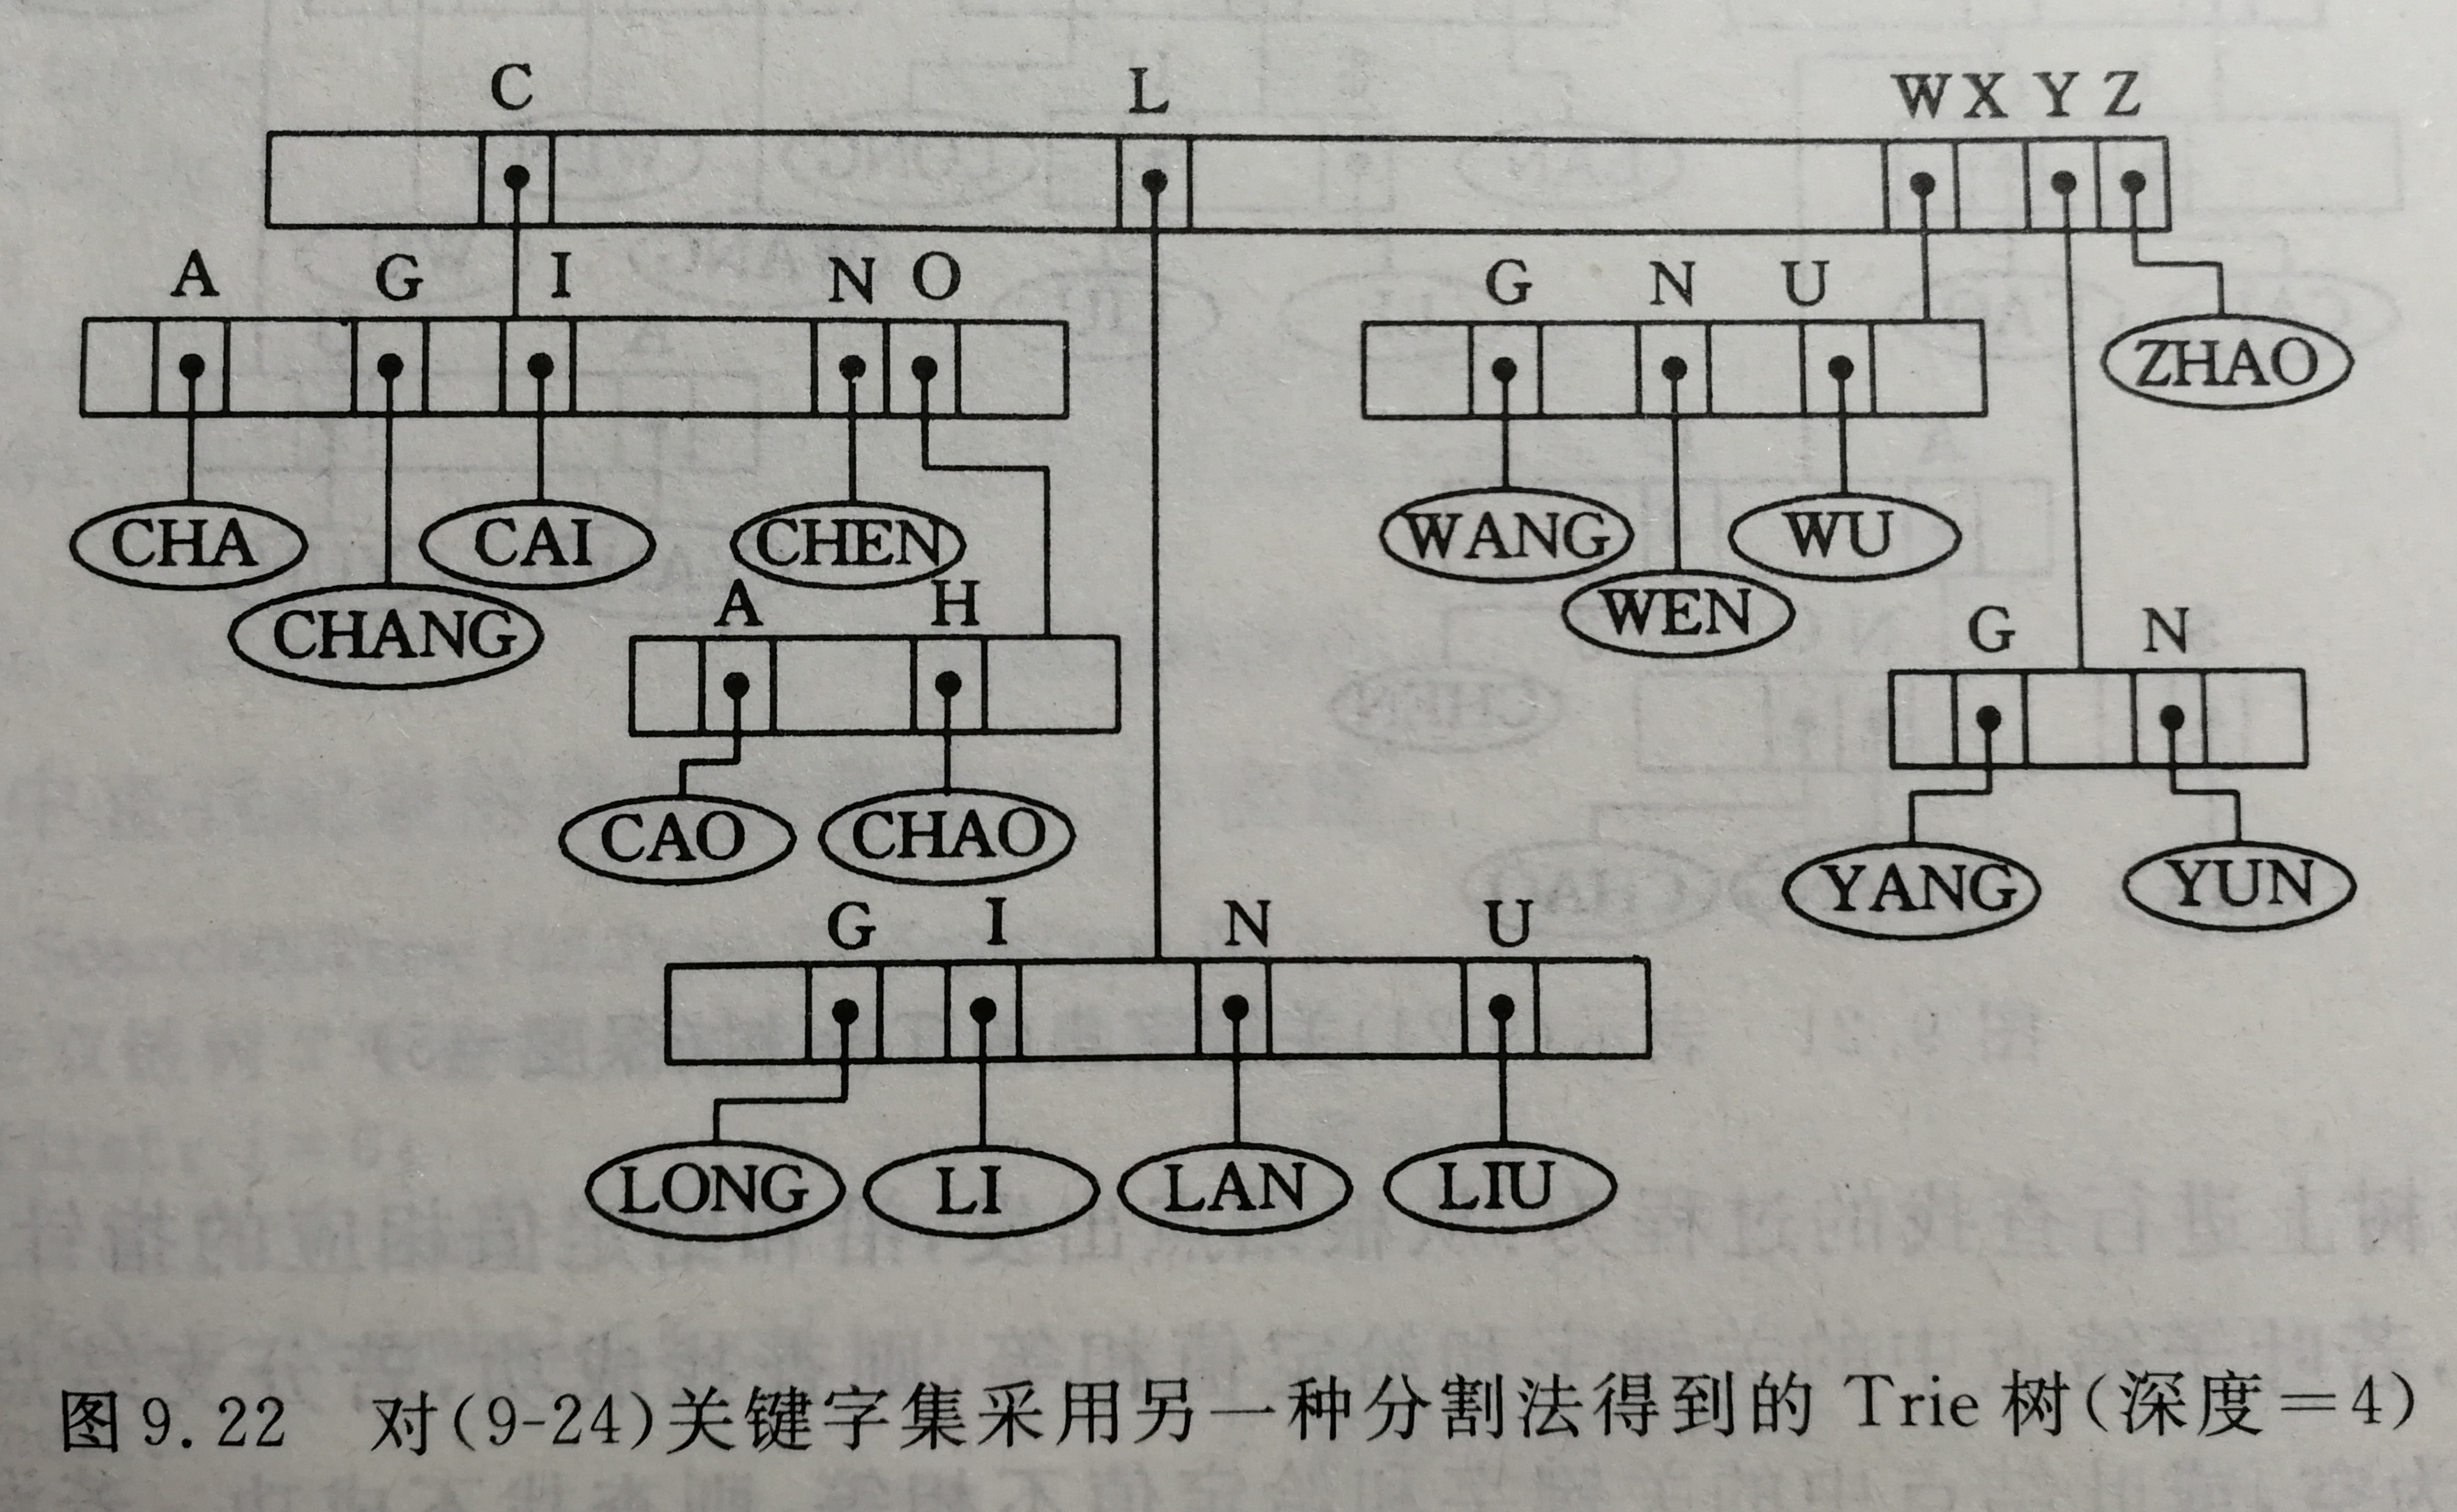 C L W X Y Z
A G I N O G N U
ZHAO
CHA CAI CHEN WANG WU
CHANG A H WEN G N
CAO CHAO YANG YUN
G I N U
LONG LI LAN LIU
图9.22 对(9-24)关键字集采用另一种分割法得到的 Trie 树(深度=4)